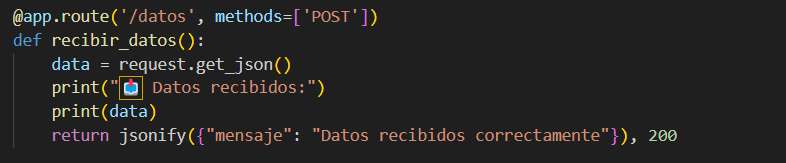 @app.route('/datos', methods=['POST'])
def recibir_datos():
    data = request.get_json()
    print("📩 Datos recibidos:")
    print(data)
    return jsonify({"mensaje": "Datos recibidos correctamente"}), 200